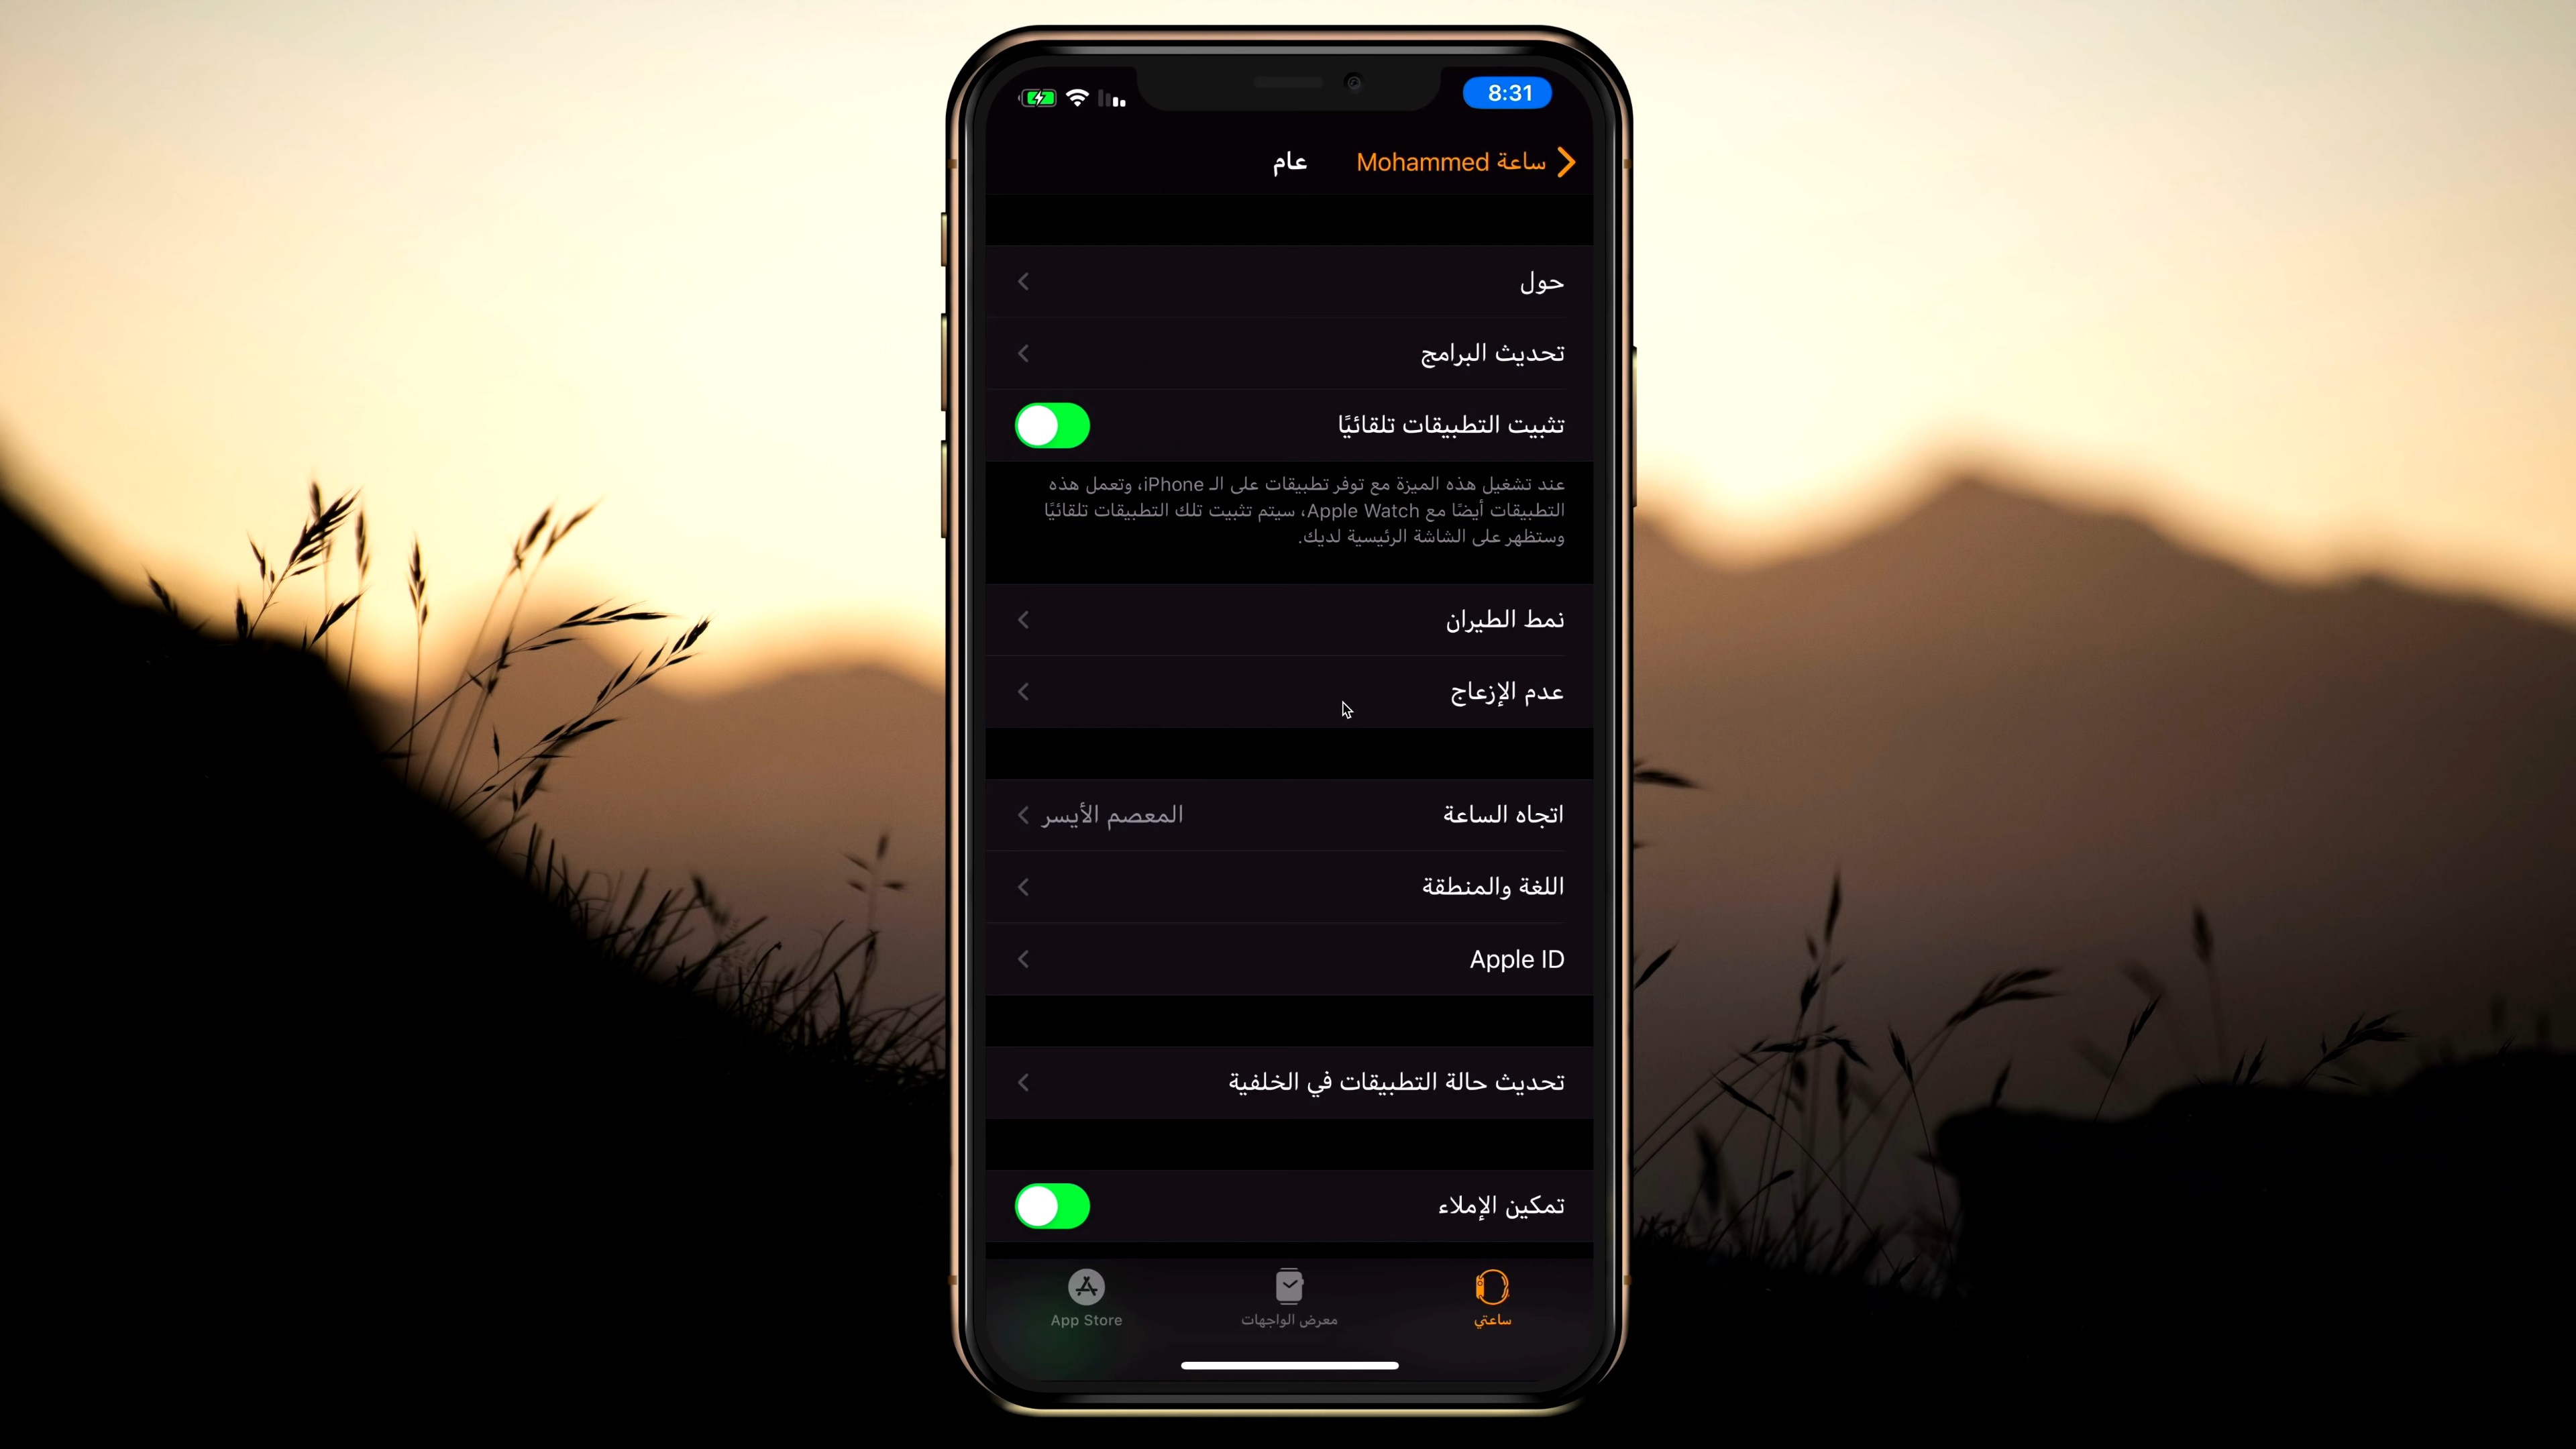 8:31
ساعة Mohammed
عام
حول
تحديث البرامج
تثبيت التطبيقات تلقائيًا
عند تشغيل هذه الميزة مع توفر تطبيقات على الـ iPhone، وتعمل هذه
التطبيقات أيضًا مع Apple Watch، سيتم تثبيت تلك التطبيقات تلقائيًا
وستظهر على الشاشة الرئيسية لديك.
نمط الطيران
عدم الإزعاج
اتجاه الساعة المعصم الأيسر
اللغة والمنطقة
Apple ID
تحديث حالة التطبيقات في الخلفية
تمكين الإملاء
ساعتي
معرض الواجهات
App Store